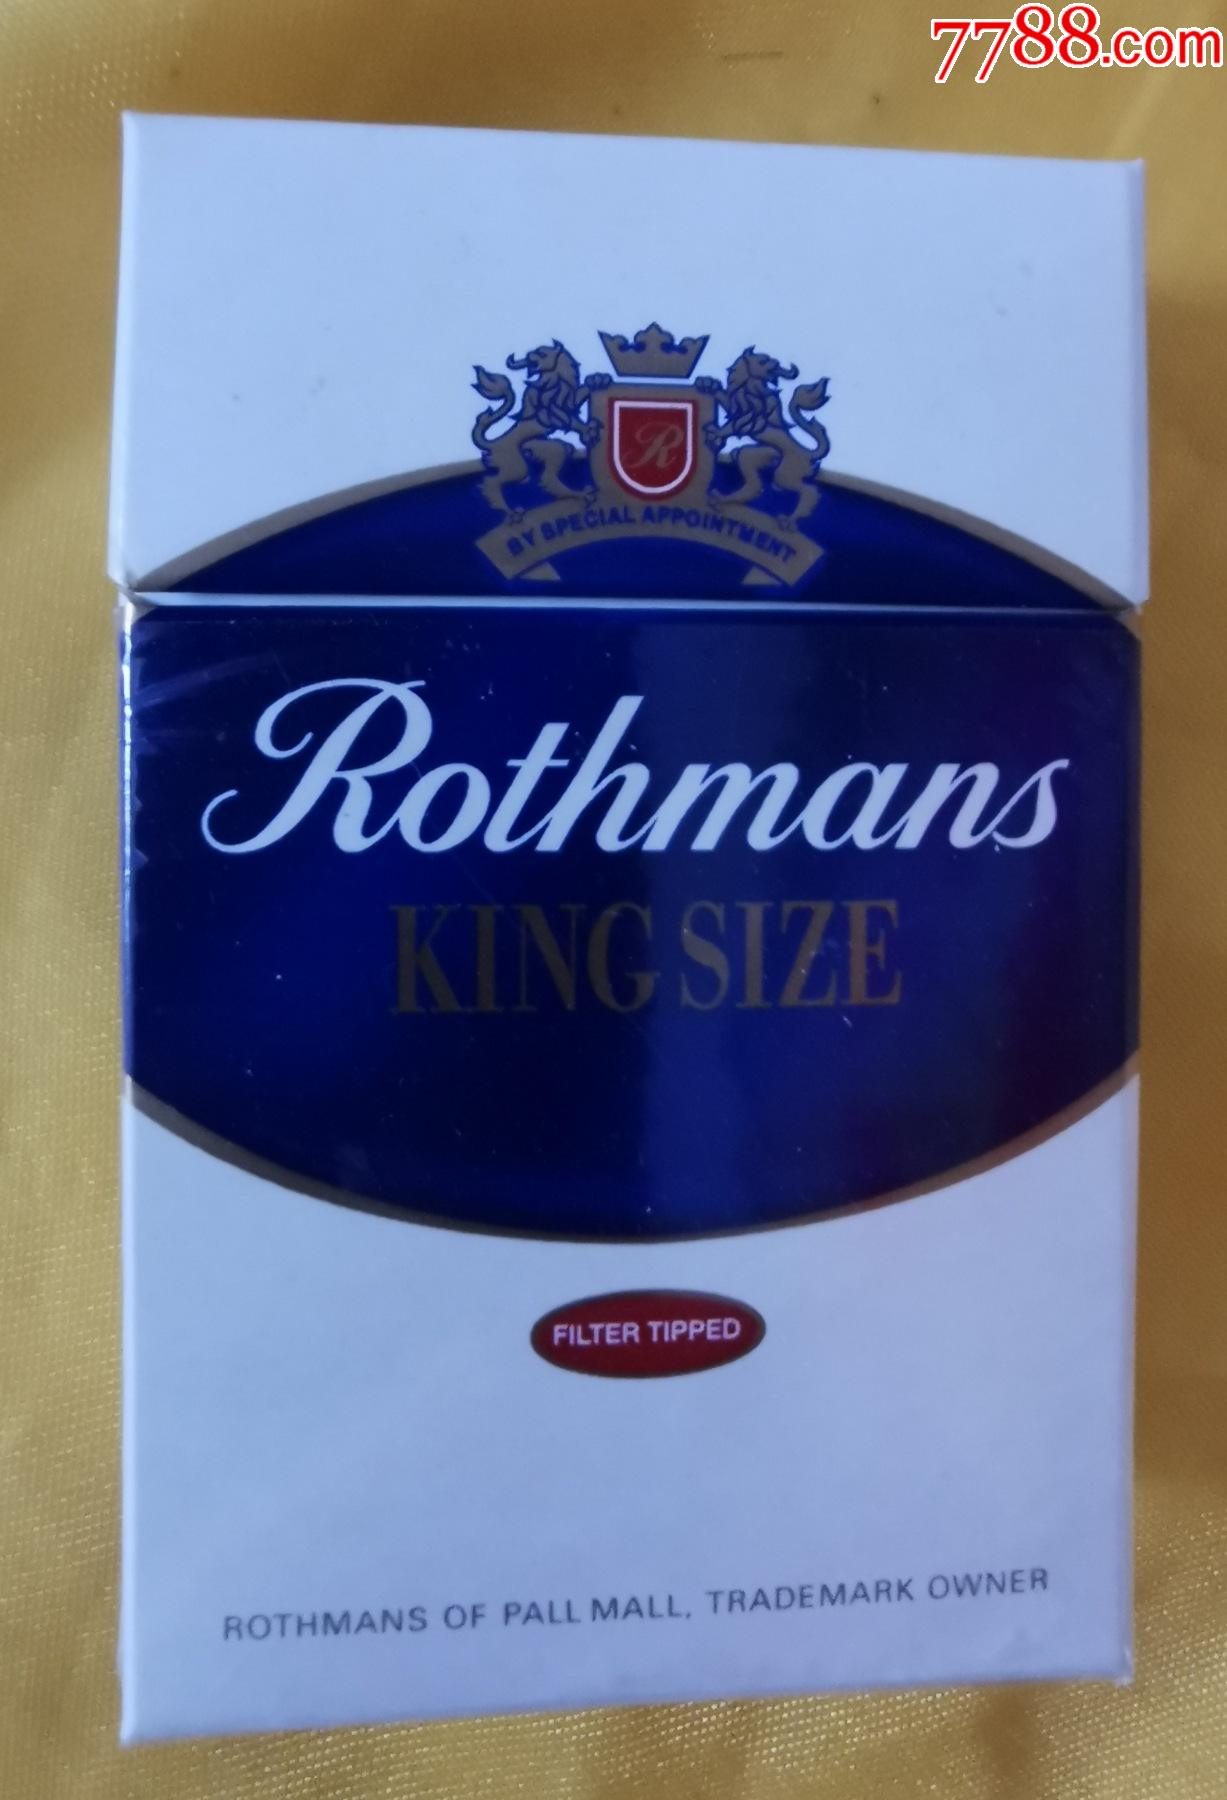 7788.com
R
BY SPECIAL APPOINTMENT
Rothmans
KING SIZE
FILTER TIPPED
ROTHMANS OF PALL MALL, TRADEMARK OWNER